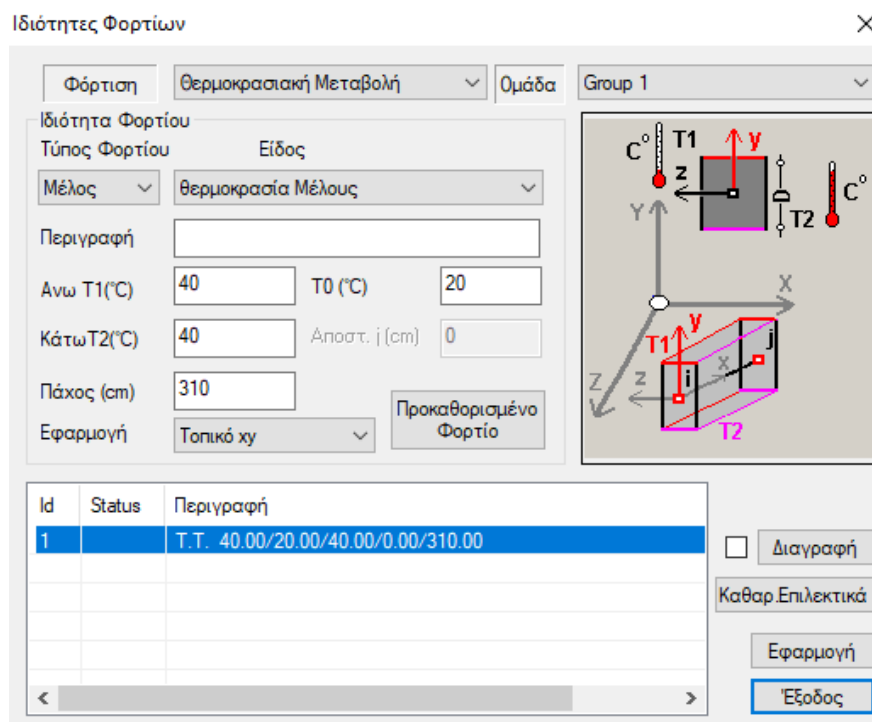 Ιδιότητες Φορτίων
Φόρτιση Θερμοκρασιακή Μεταβολή Ομάδα Group 1
Ιδιότητα Φορτίου
Τύπος Φορτίου Είδος
Μέλος θερμοκρασία Μέλους
Περιγραφή
Ανω T1(℃) 40 T0 (℃) 20
ΚάτωT2(℃) 40 Αποστ. j (cm) 0
Πάχος (cm) 310
Εφαρμογή Τοπικό xy Προκαθορισμένο
Φορτίο
C° T1 y
z D C°
Y T2
X
T1 y j
Z z i x
T2
Id Status Περιγραφή
1 T.T. 40.00/20.00/40.00/0.00/310.00
Διαγραφή
Καθαρ.Επιλεκτικά
Εφαρμογή
Έξοδος